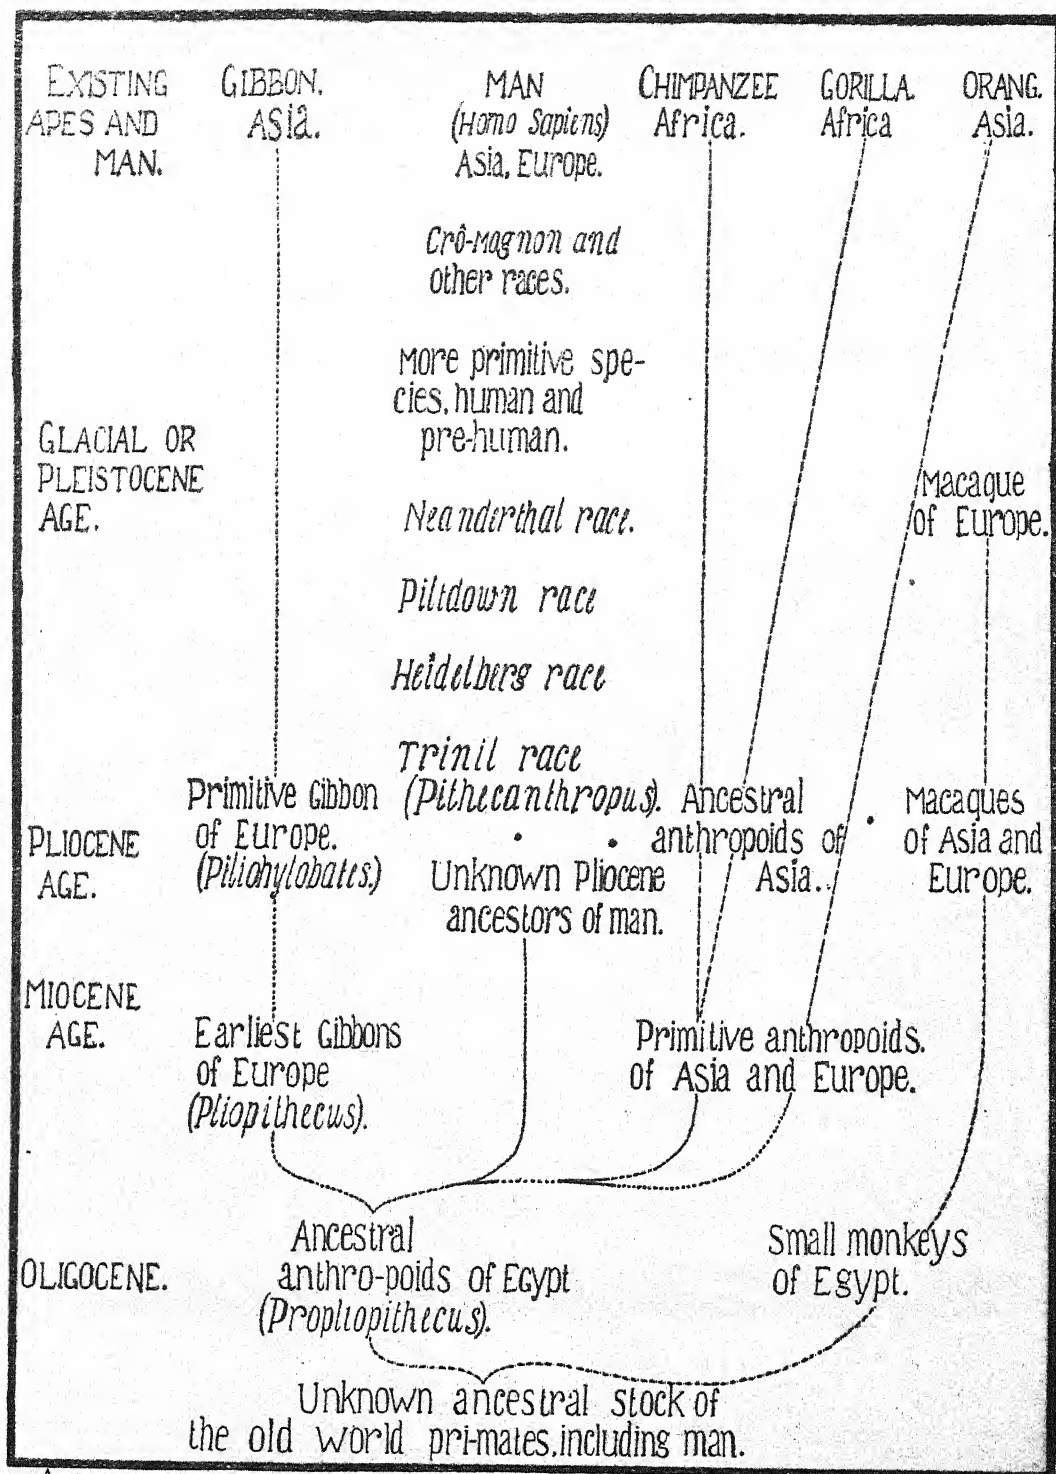 EXISTING
APES AND
MAN.
GIBBON.
Asia.
MAN
(Homo Sapiens)
Asia, Europe.
CHIMPANZEE
Africa.
GORILLA.
Africa
ORANG.
Asia.
Crô-Magnon and
other races.
More primitive spe-
cies, human and
pre-human.
GLACIAL OR
PLEISTOCENE
AGE.
Macaque
of Europe.
Neanderthal race.
Piltdown race
Heidelberg race
Trinil race
(Pithecanthropus).
Primitive Gibbon
of Europe.
(Pliohylobates.)
Ancestral
anthropoids of
Asia.
Macaques
of Asia and
Europe.
PLIOCENE
AGE.
Unknown Pliocene
ancestors of man.
MIOCENE
AGE.
Earliest Gibbons
of Europe
(Pliopithecus).
Primitive anthropoids.
of Asia and Europe.
OLIGOCENE.
Ancestral
anthro-poids of Egypt
(Propliopithecus).
Small monkeys
of Egypt.
Unknown ancestral stock of
the old world pri-mates, including man.